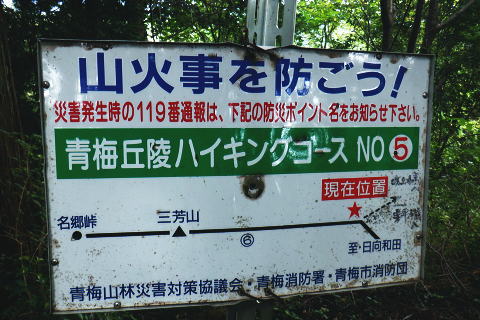 山火事を防ごう!
災害発生時の119番通報は、下記の防災ポイント名をお知らせ下さい。
青梅丘陵ハイキングコース NO⑤
現在位置
名郷峠
三芳山
⑥
至・日向和田
青梅山林災害対策協議会・青梅消防署・青梅市消防団